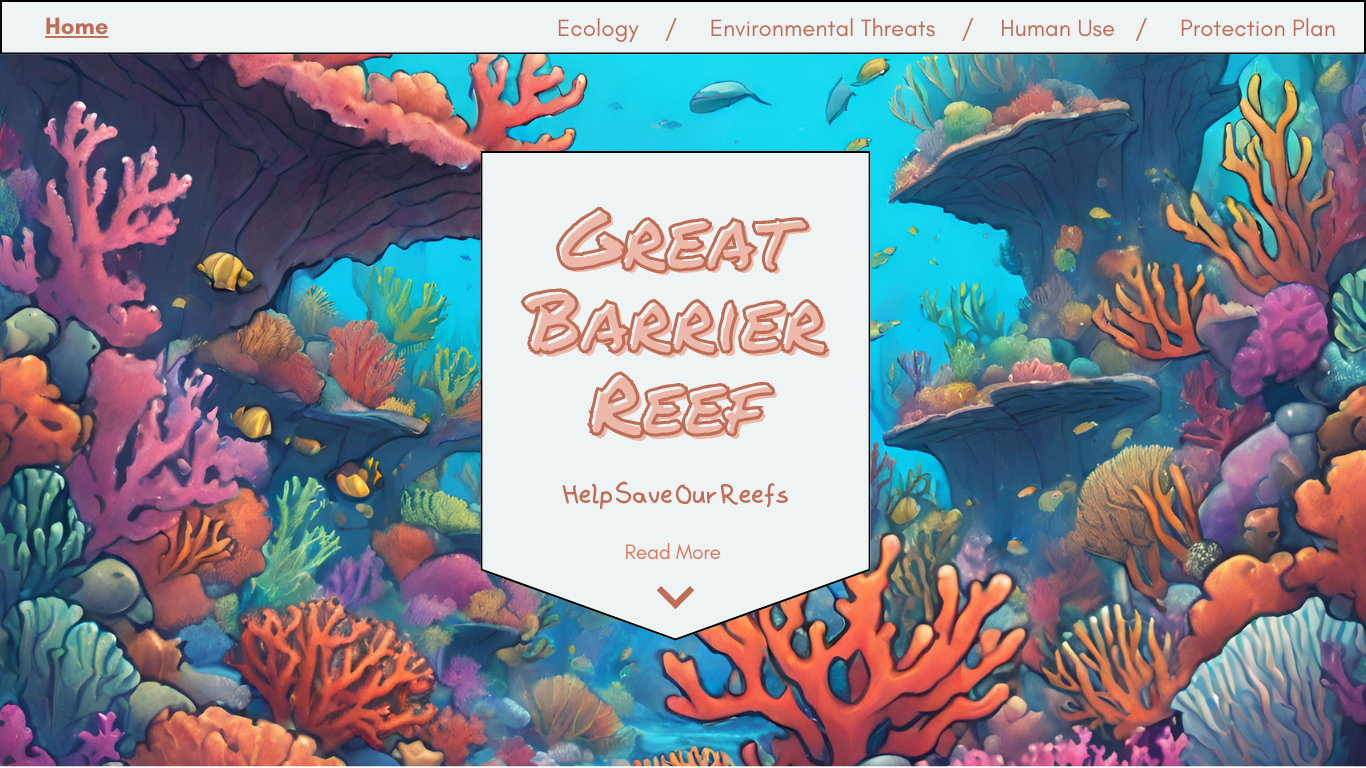 Home Ecology / Environmental Threats / Human Use / Protection Plan
GREAT
BARRIER
REEF
Help Save Our Reefs
Read More